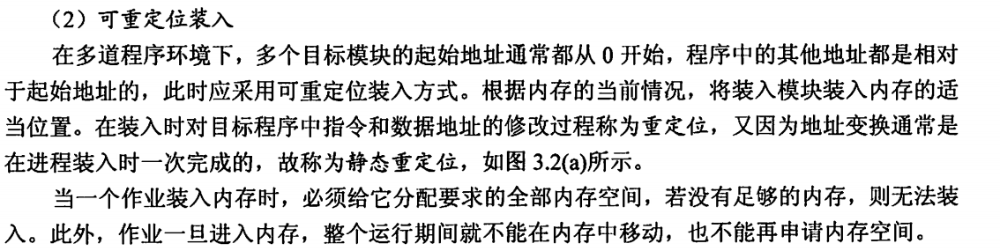 （2）可重定位装入
在多道程序环境下，多个目标模块的起始地址通常都从 0 开始，程序中的其他地址都是相对
于起始地址的，此时应采用可重定位装入方式。根据内存的当前情况，将装入模块装入内存的适
当位置。在装入时对目标程序中指令和数据地址的修改过程称为重定位，又因为地址变换通常是
在进程装入时一次完成的，故称为静态重定位，如图 3.2(a)所示。
当一个作业装入内存时，必须给它分配要求的全部内存空间，若没有足够的内存，则无法装
入。此外，作业一旦进入内存，整个运行期间就不能在内存中移动，也不能再申请内存空间。